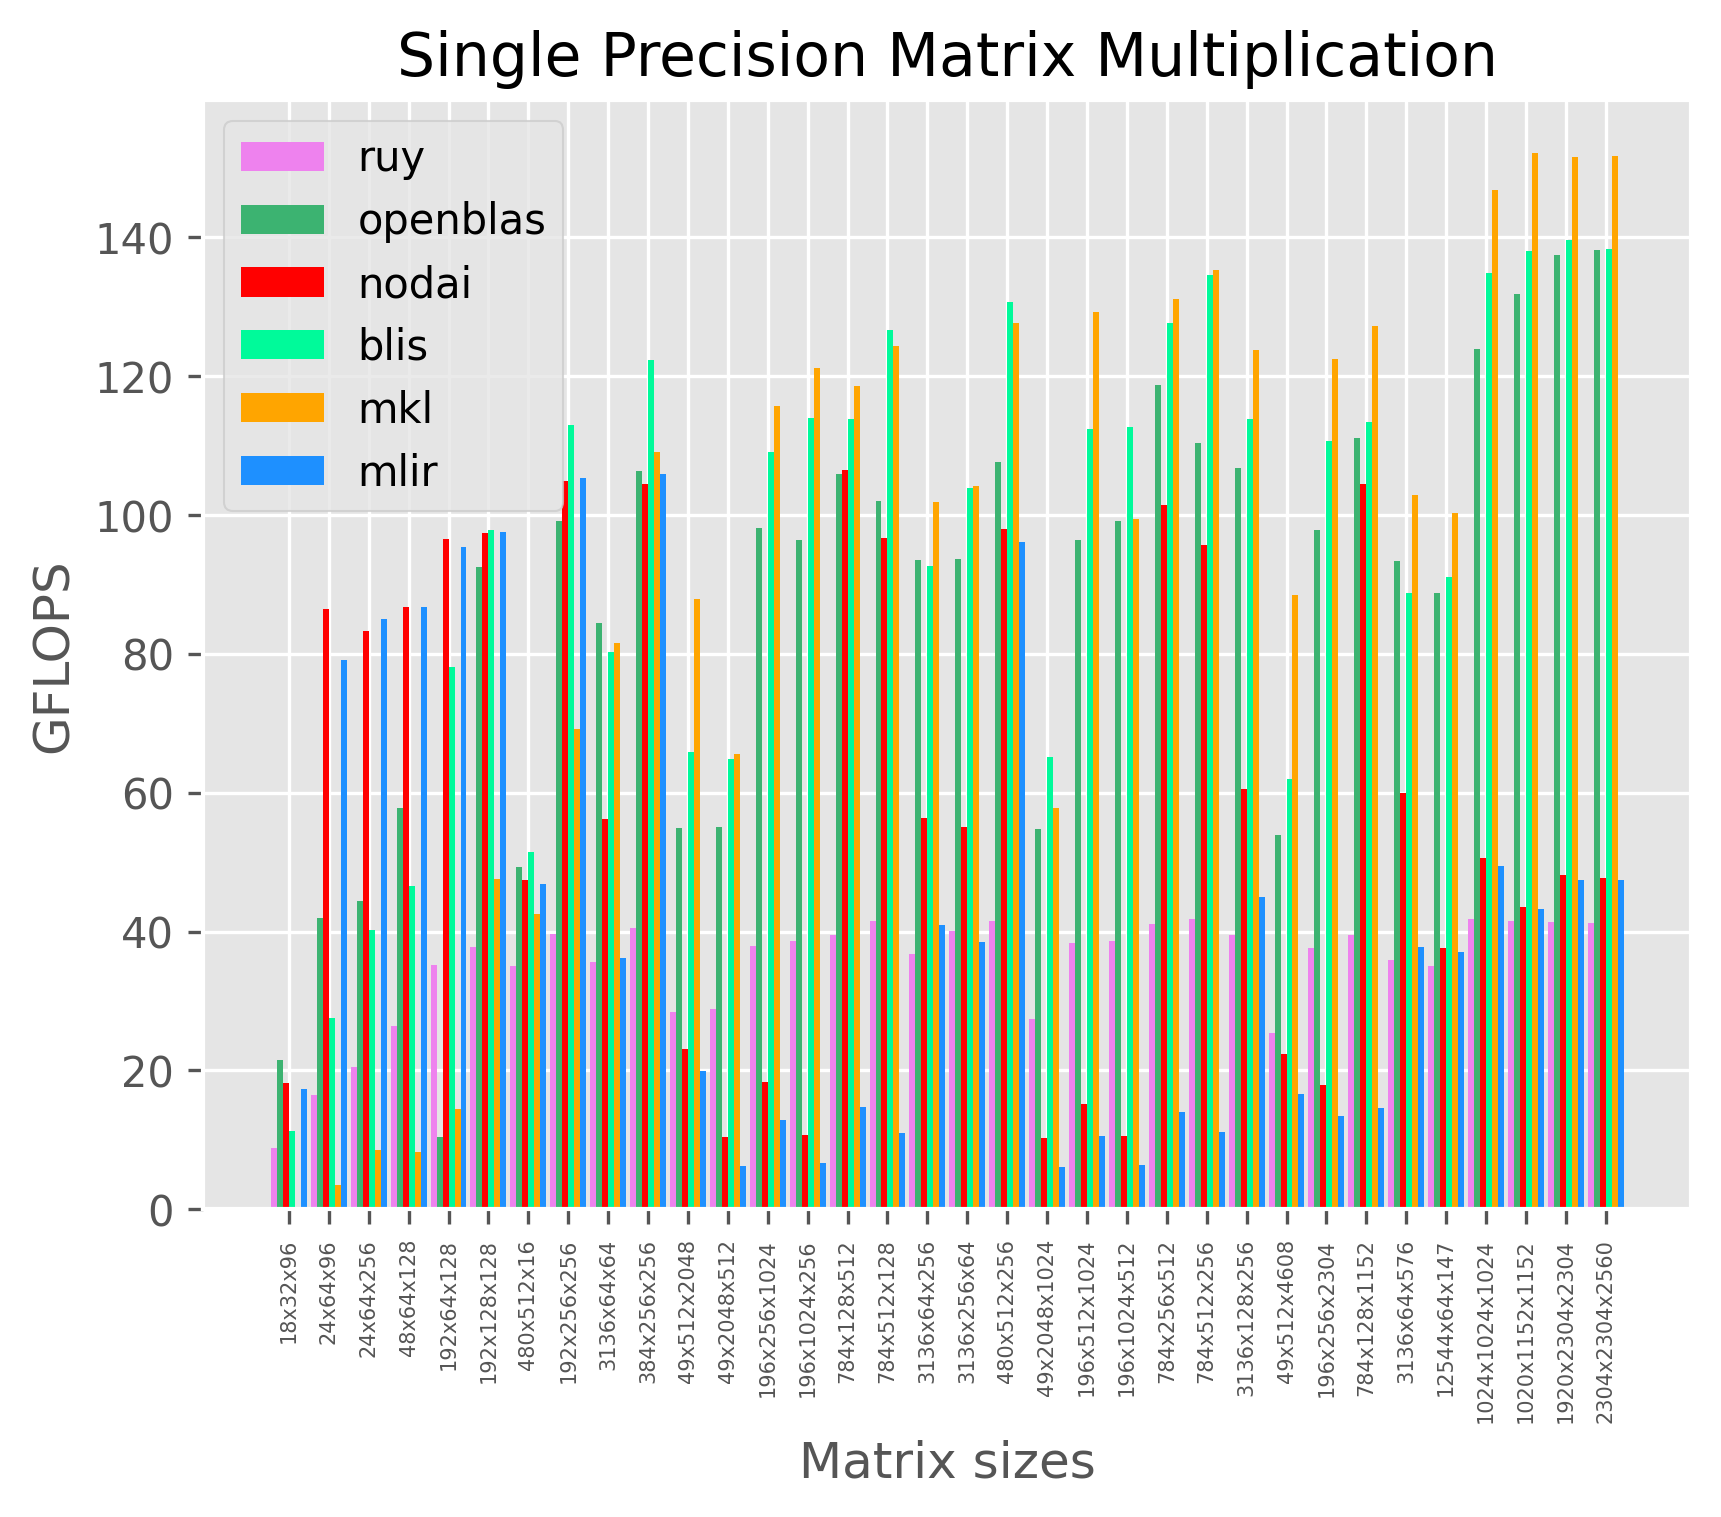 Single Precision Matrix Multiplication
ruy
openblas
nodai
blis
mkl
mlir
GFLOPS
140
120
100
80
60
40
20
0
18x32x96
24x64x96
24x64x256
48x64x128
192x64x128
192x128x128
480x512x16
192x256x256
3136x64x64
384x256x256
49x512x2048
49x2048x512
196x256x1024
196x1024x256
784x128x512
784x512x128
3136x64x256
3136x256x64
480x512x256
49x2048x1024
196x512x1024
196x1024x512
784x256x512
784x512x256
3136x128x256
49x512x4608
196x256x2304
784x128x1152
3136x64x576
12544x64x147
1024x1024x1024
1020x1152x1152
1920x2304x2304
2304x2304x2560
Matrix sizes